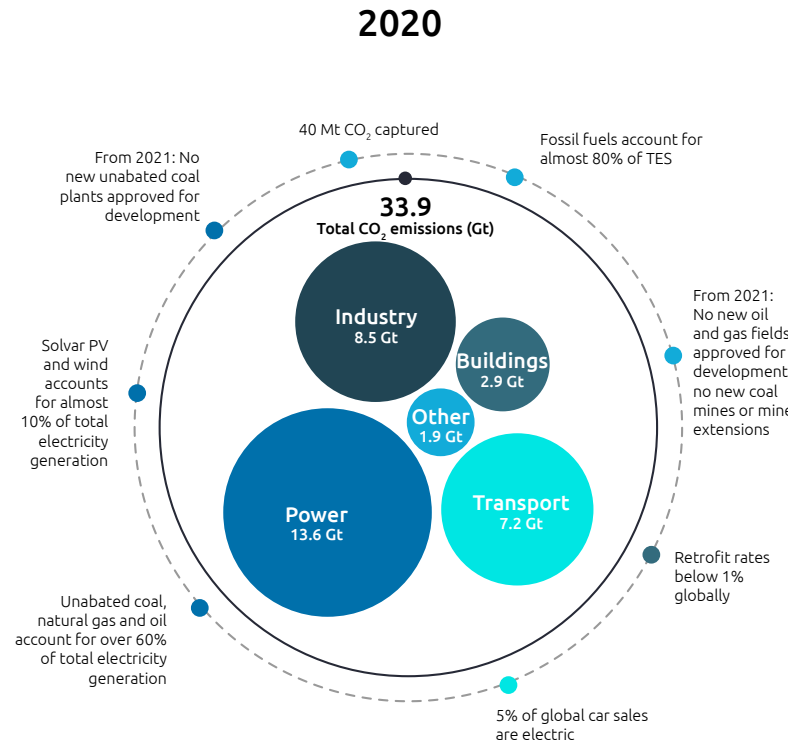 2020
40 Mt CO2 captured
Fossil fuels account for
almost 80% of TES
From 2021: No
new unabated coal
plants approved for
development
33.9
Total CO2 emissions (Gt)
Industry
8.5 Gt
Buildings
2.9 Gt
Other
1.9 Gt
Power
13.6 Gt
Transport
7.2 Gt
From 2021:
No new oil
and gas fields
approved for
development
no new coal
mines or mine
extensions
Solvar PV
and wind
accounts
for almost
10% of total
electricity
generation
Retrofit rates
below 1%
globally
Unabated coal,
natural gas and oil
account for over 60%
of total electricity
generation
5% of global car sales
are electric